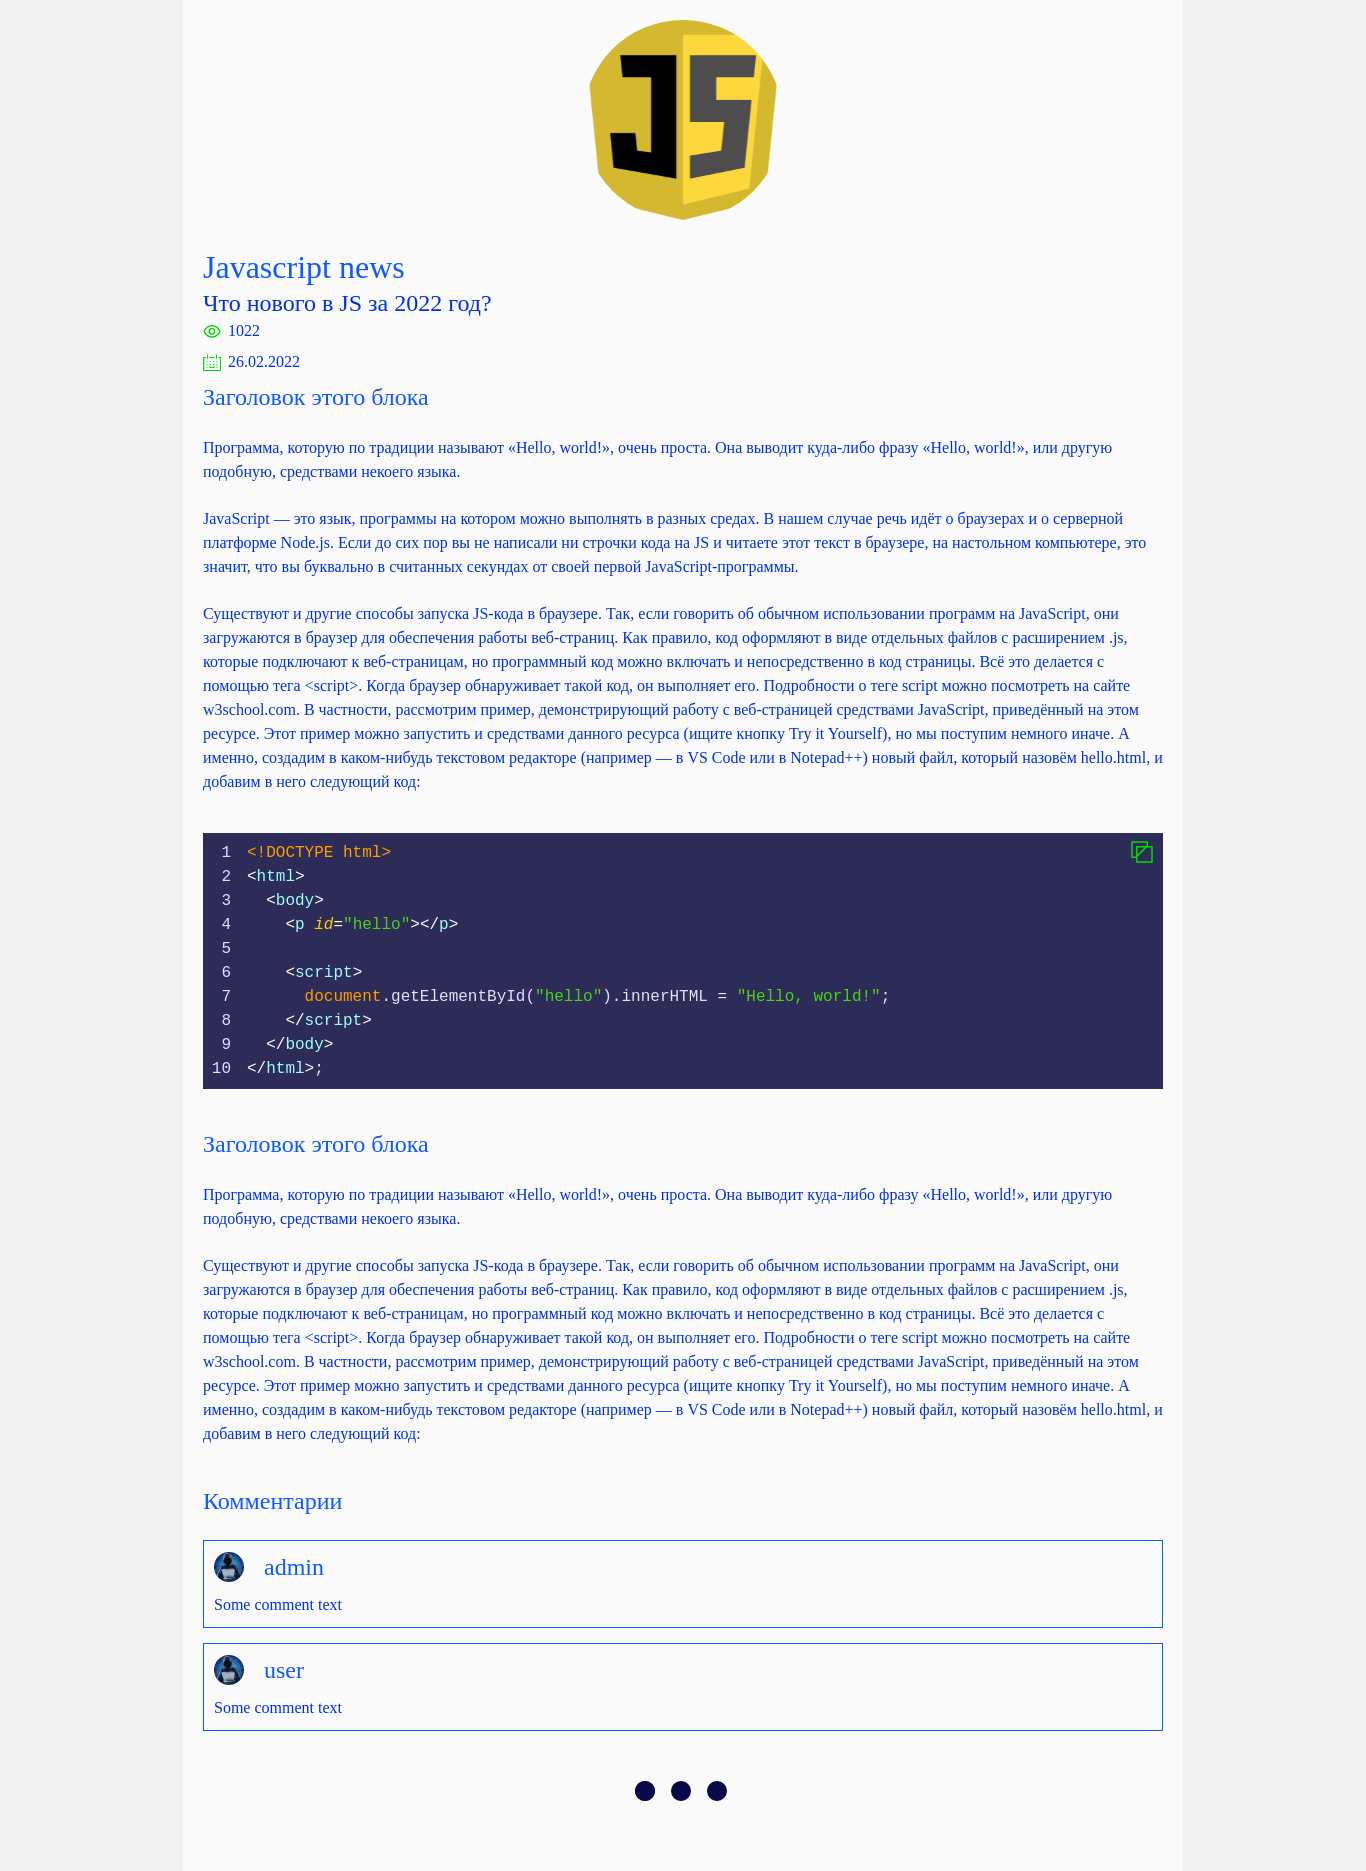 JS
Javascript news
Что нового в JS за 2022 год?
1022
26.02.2022
Заголовок этого блока
Программа, которую по традиции называют «Hello, world!», очень проста. Она выводит куда-либо фразу «Hello, world!», или другую
подобную, средствами некоего языка.
JavaScript — это язык, программы на котором можно выполнять в разных средах. В нашем случае речь идёт о браузерах и о серверной
платформе Node.js. Если до сих пор вы не написали ни строчки кода на JS и читаете этот текст в браузере, на настольном компьютере, это
значит, что вы буквально в считанных секундах от своей первой JavaScript-программы.
Существуют и другие способы запуска JS-кода в браузере. Так, если говорить об обычном использовании программ на JavaScript, они
загружаются в браузер для обеспечения работы веб-страниц. Как правило, код оформляют в виде отдельных файлов с расширением .js,
которые подключают к веб-страницам, но программный код можно включать и непосредственно в код страницы. Всё это делается с
помощью тега <script>. Когда браузер обнаруживает такой код, он выполняет его. Подробности о теге script можно посмотреть на сайте
w3school.com. В частности, рассмотрим пример, демонстрирующий работу с веб-страницей средствами JavaScript, приведённый на этом
ресурсе. Этот пример можно запустить и средствами данного ресурса (ищите кнопку Try it Yourself), но мы поступим немного иначе. А
именно, создадим в каком-нибудь текстовом редакторе (например — в VS Code или в Notepad++) новый файл, который назовём hello.html, и
добавим в него следующий код:
1 <!DOCTYPE html>
2 <html>
3   <body>
4     <p id="hello"></p>
5
6     <script>
7       document.getElementById("hello").innerHTML = "Hello, world!";
8     </script>
9   </body>
10 </html>;
Заголовок этого блока
Программа, которую по традиции называют «Hello, world!», очень проста. Она выводит куда-либо фразу «Hello, world!», или другую
подобную, средствами некоего языка.
Существуют и другие способы запуска JS-кода в браузере. Так, если говорить об обычном использовании программ на JavaScript, они
загружаются в браузер для обеспечения работы веб-страниц. Как правило, код оформляют в виде отдельных файлов с расширением .js,
которые подключают к веб-страницам, но программный код можно включать и непосредственно в код страницы. Всё это делается с
помощью тега <script>. Когда браузер обнаруживает такой код, он выполняет его. Подробности о теге script можно посмотреть на сайте
w3school.com. В частности, рассмотрим пример, демонстрирующий работу с веб-страницей средствами JavaScript, приведённый на этом
ресурсе. Этот пример можно запустить и средствами данного ресурса (ищите кнопку Try it Yourself), но мы поступим немного иначе. А
именно, создадим в каком-нибудь текстовом редакторе (например — в VS Code или в Notepad++) новый файл, который назовём hello.html, и
добавим в него следующий код:
Комментарии
admin
Some comment text
user
Some comment text